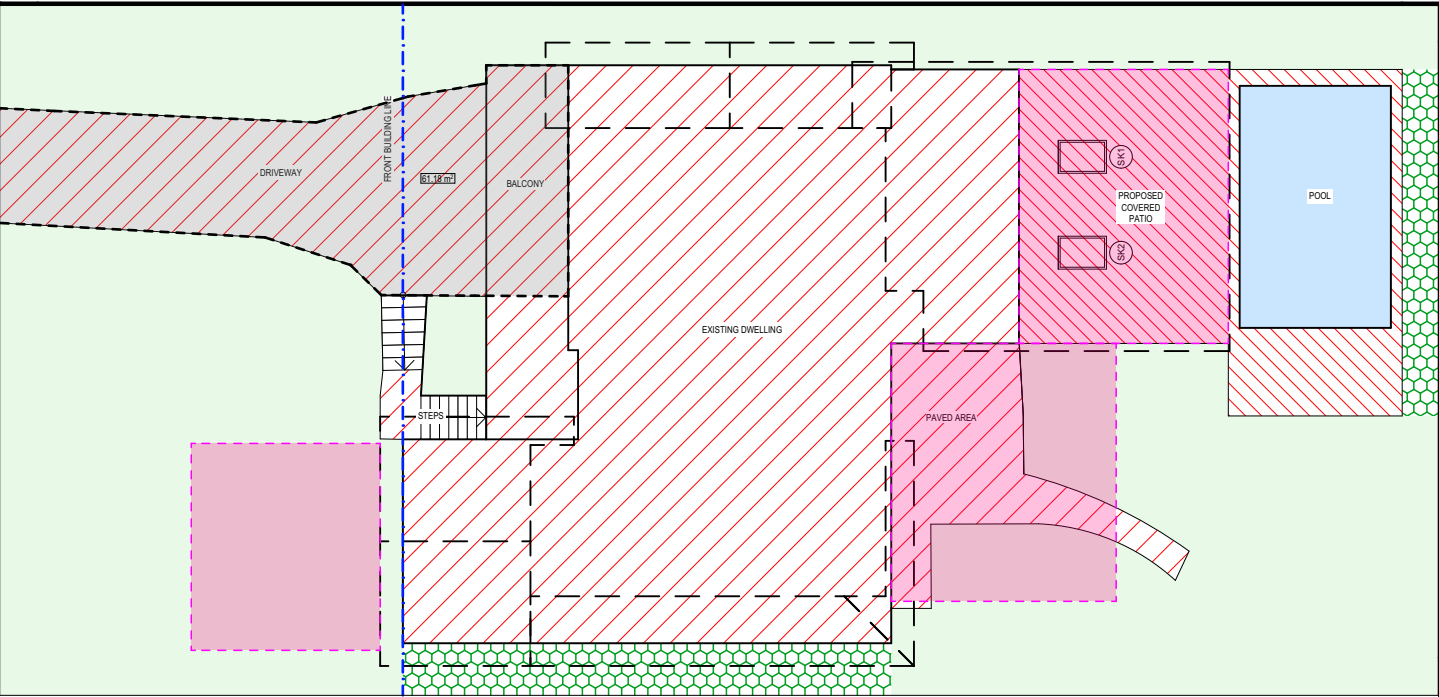 FRONT BUILDING LINE
DRIVEWAY
61.18 m²
BALCONY
SK1
SK2
PROPOSED
COVERED
PATIO
POOL
EXISTING DWELLING
STEPS
PAVED AREA